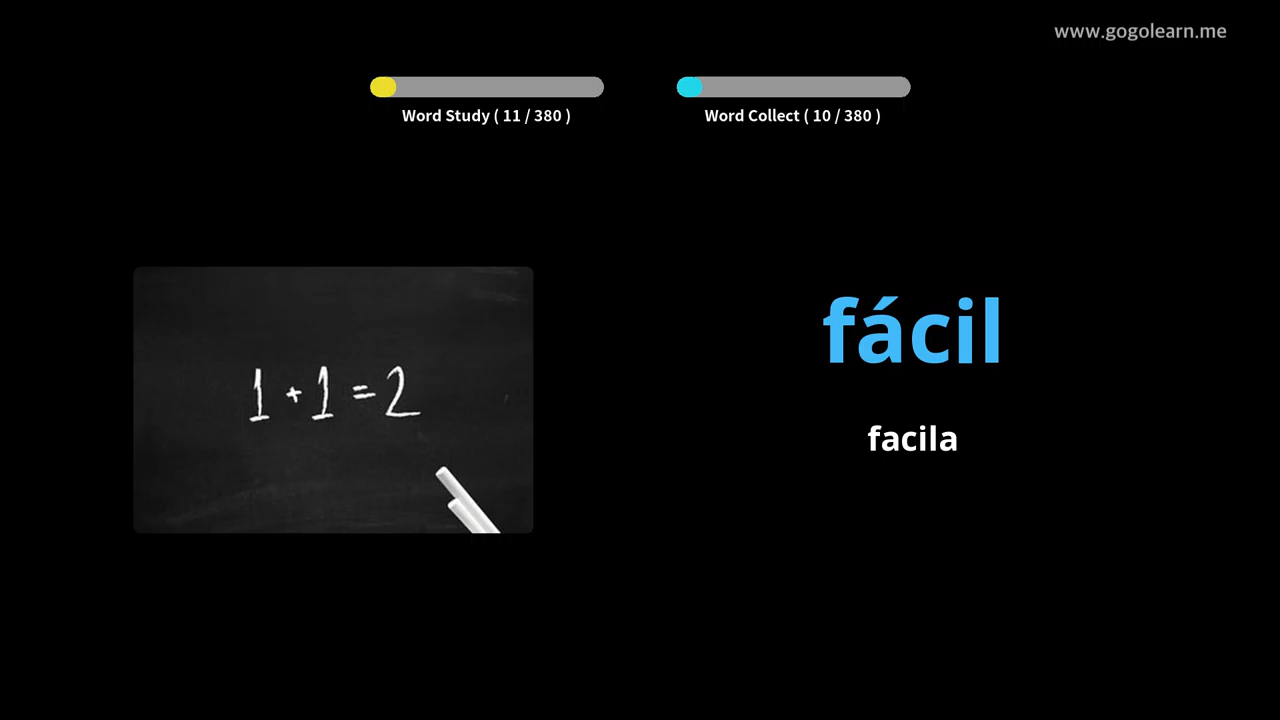 www.gogolearn.me
Word Study ( 11 / 380 )
Word Collect ( 10 / 380 )
1 + 1 = 2
fácil
facila